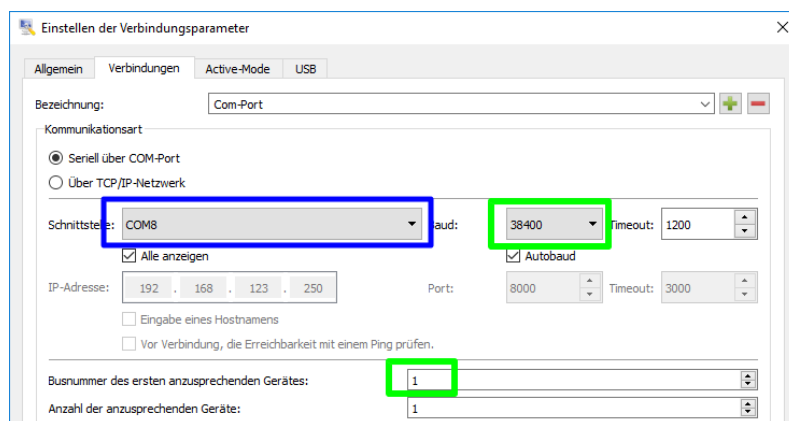 Einstellen der Verbindungsparameter
Allgemein Verbindungen Active-Mode USB
Bezeichnung: Com-Port
Kommunikationsart
Seriell über COM-Port
Über TCP/IP-Netzwerk
Schnittstelle: COM8 Baud: 38400 Timeout: 1200
Alle anzeigen Autobaud
IP-Adresse: 192 . 168 . 123 . 250 Port: 8000 Timeout: 3000
Eingabe eines Hostnamens
Vor Verbindung, die Erreichbarkeit mit einem Ping prüfen.
Busnummer des ersten anzusprechenden Gerätes: 1
Anzahl der anzusprechenden Geräte: 1